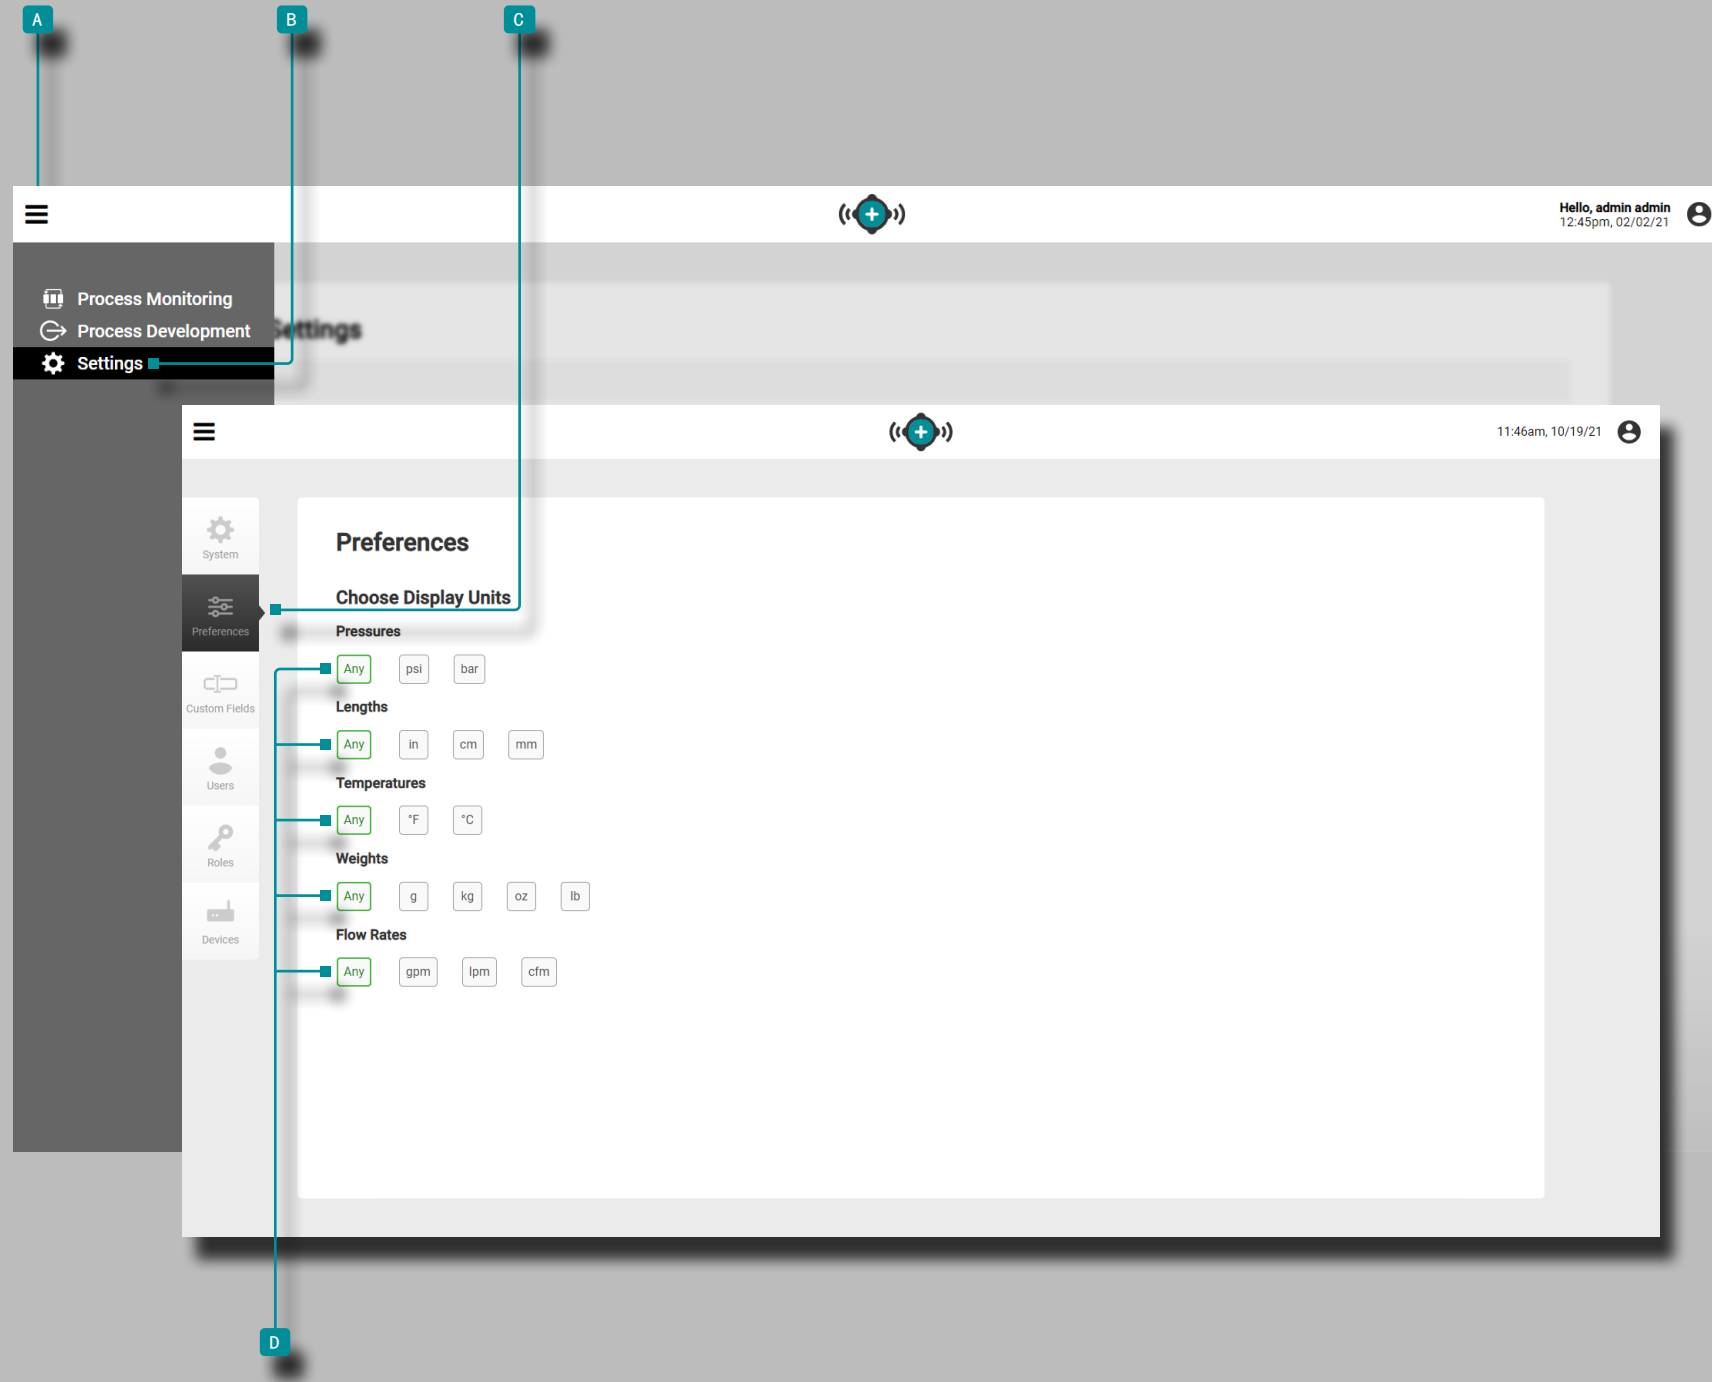 A
B
C
Hello, admin admin
12:45pm, 02/02/21
Process Monitoring
Process Development
Settings
Settings
11:46am, 10/19/21
System
Preferences
Custom Fields
Users
Roles
Devices
Preferences
Choose Display Units
Pressures
Any psi bar
Lengths
Any in cm mm
Temperatures
Any °F °C
Weights
Any g kg oz lb
Flow Rates
Any gpm lpm cfm
D